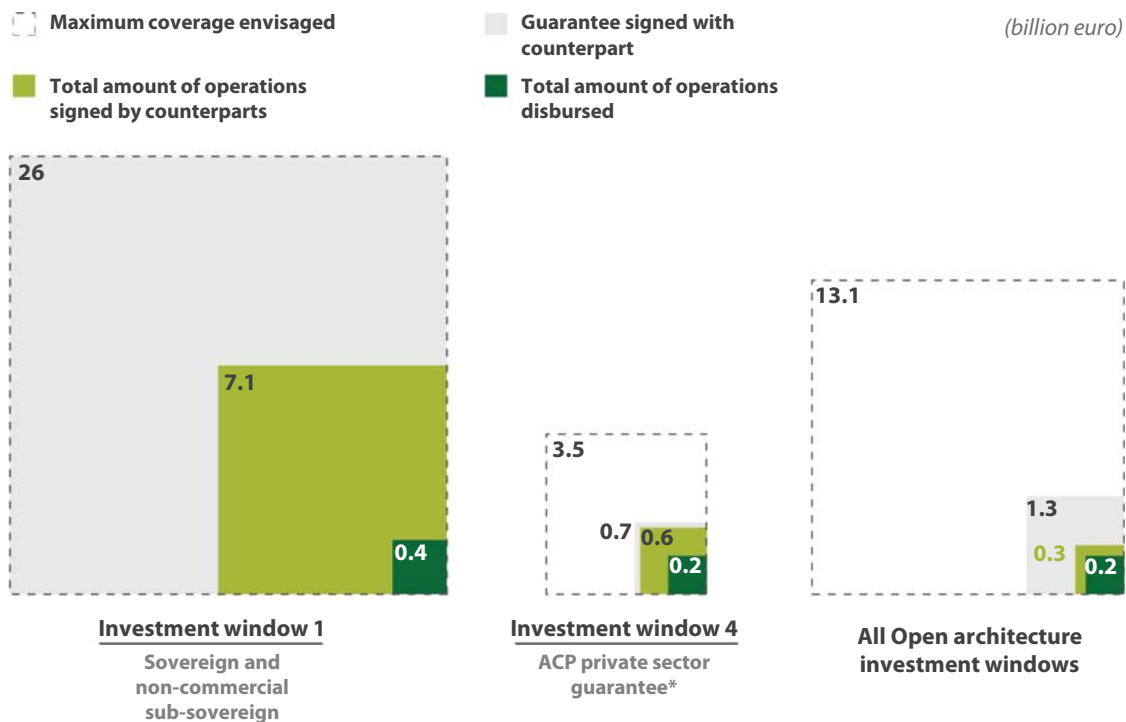 Maximum coverage envisaged
Guarantee signed with
counterpart
(billion euro)
Total amount of operations
signed by counterparts
Total amount of operations
disbursed
26
7.1
0.4
3.5
0.7
0.6
0.2
13.1
1.3
0.3
0.2
Investment window 1
Sovereign and
non-commercial
sub-sovereign
Investment window 4
ACP private sector
guarantee*
All Open architecture
investment windows